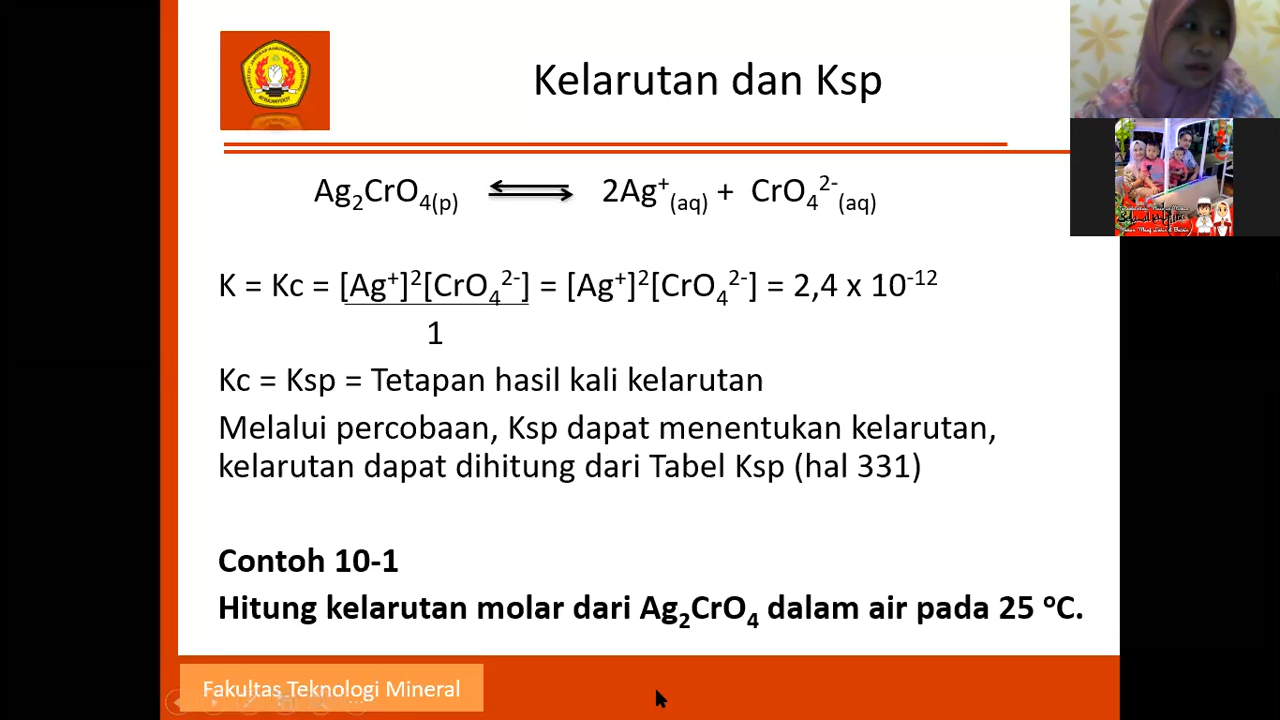 Kelarutan dan Ksp
Ag₂CrO₄(p) ⇌ 2Ag⁺(aq) + CrO₄²⁻(aq)
K = Kc = [Ag⁺]²[CrO₄²⁻] = [Ag⁺]²[CrO₄²⁻] = 2,4 x 10⁻¹²
1
Kc = Ksp = Tetapan hasil kali kelarutan
Melalui percobaan, Ksp dapat menentukan kelarutan,
kelarutan dapat dihitung dari Tabel Ksp (hal 331)
Contoh 10-1
Hitung kelarutan molar dari Ag₂CrO₄ dalam air pada 25 ᵒC.
Fakultas Teknologi Mineral